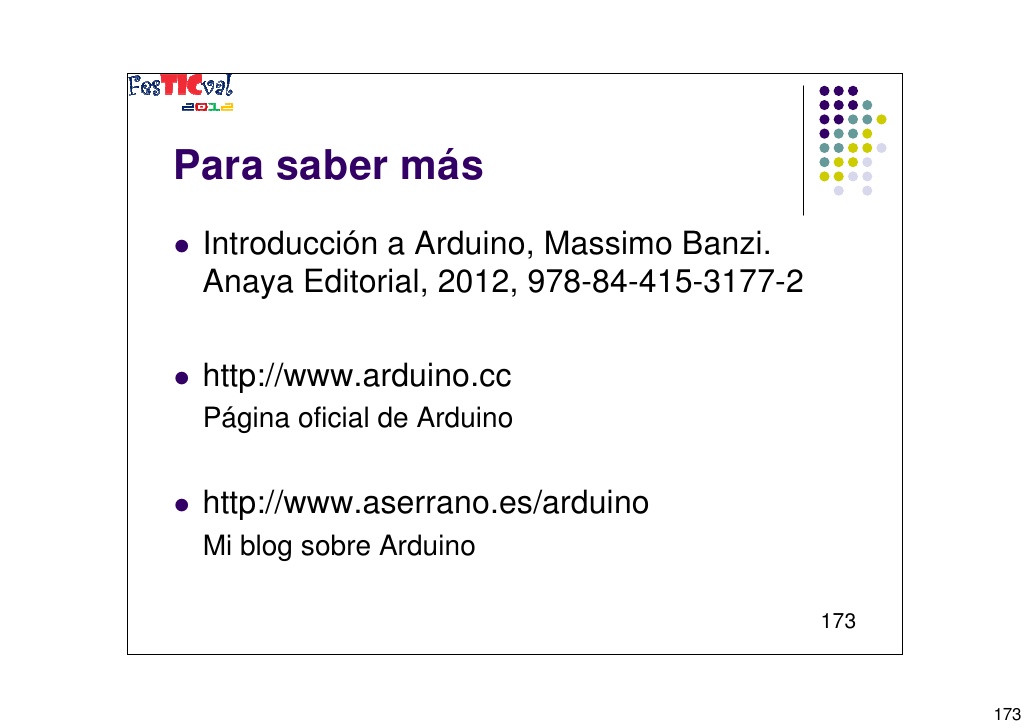 FesTICval
2012
Para saber más
● Introducción a Arduino, Massimo Banzi.
Anaya Editorial, 2012, 978-84-415-3177-2
● http://www.arduino.cc
Página oficial de Arduino
● http://www.aserrano.es/arduino
Mi blog sobre Arduino
173
173